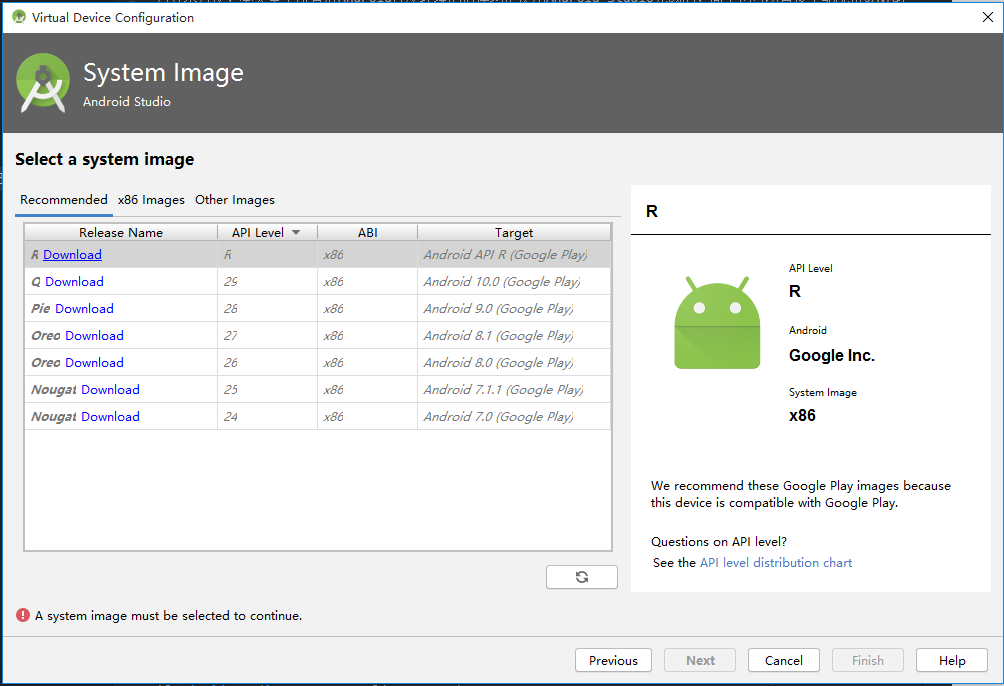 Virtual Device Configuration
System Image
Android Studio
Select a system image
Recommended x86 Images Other Images
Release Name API Level ABI Target
R Download R x86 Android API R (Google Play)
Q Download 29 x86 Android 10.0 (Google Play)
Pie Download 28 x86 Android 9.0 (Google Play)
Oreo Download 27 x86 Android 8.1 (Google Play)
Oreo Download 26 x86 Android 8.0 (Google Play)
Nougat Download 25 x86 Android 7.1.1 (Google Play)
Nougat Download 24 x86 Android 7.0 (Google Play)
R
API Level
R
Android
Google Inc.
System Image
x86
We recommend these Google Play images because
this device is compatible with Google Play.
Questions on API level?
See the API level distribution chart
A system image must be selected to continue.
Previous Next Cancel Finish Help